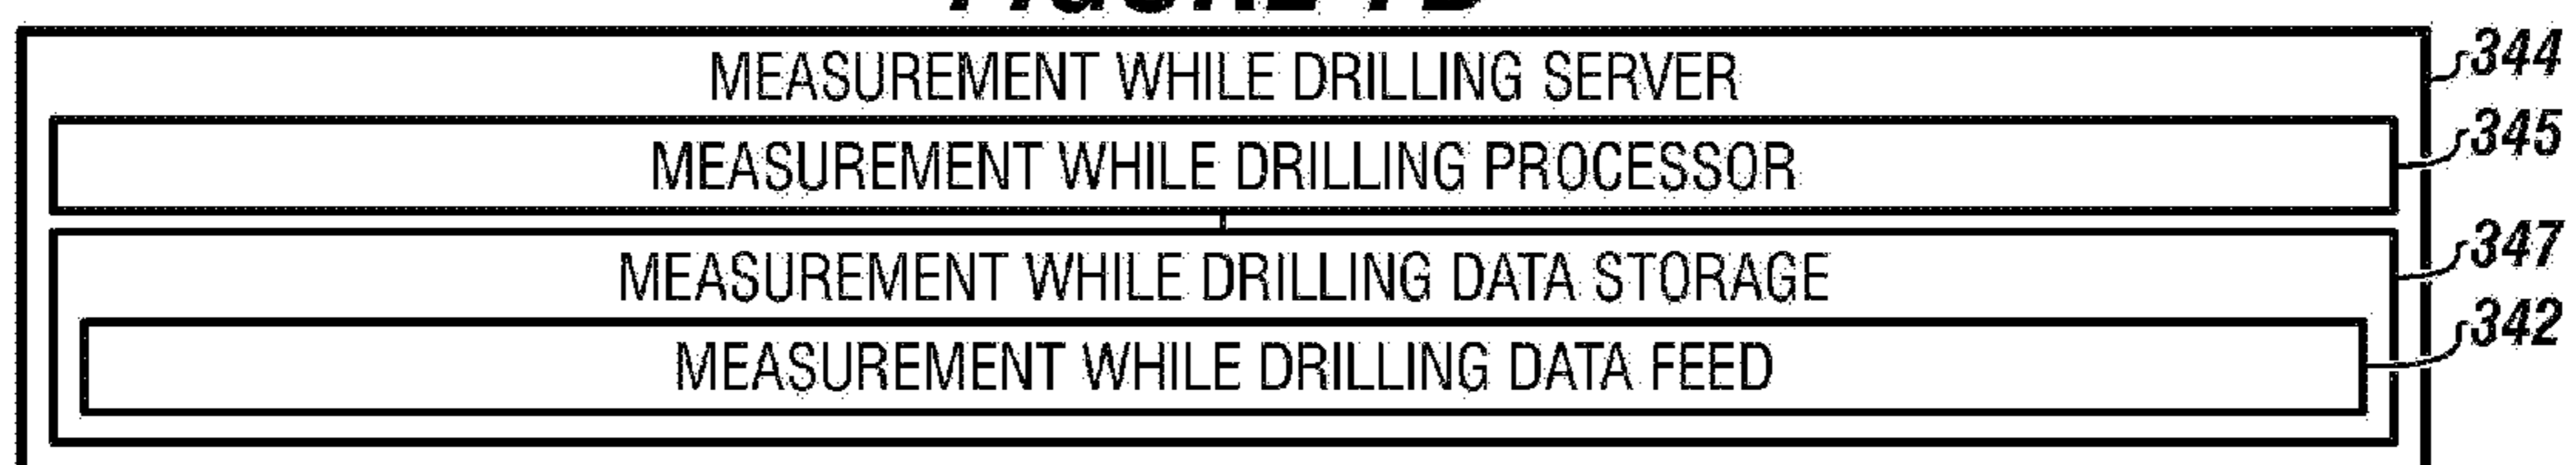 MEASUREMENT WHILE DRILLING SERVER 344
MEASUREMENT WHILE DRILLING PROCESSOR 345
MEASUREMENT WHILE DRILLING DATA STORAGE 347
MEASUREMENT WHILE DRILLING DATA FEED 342